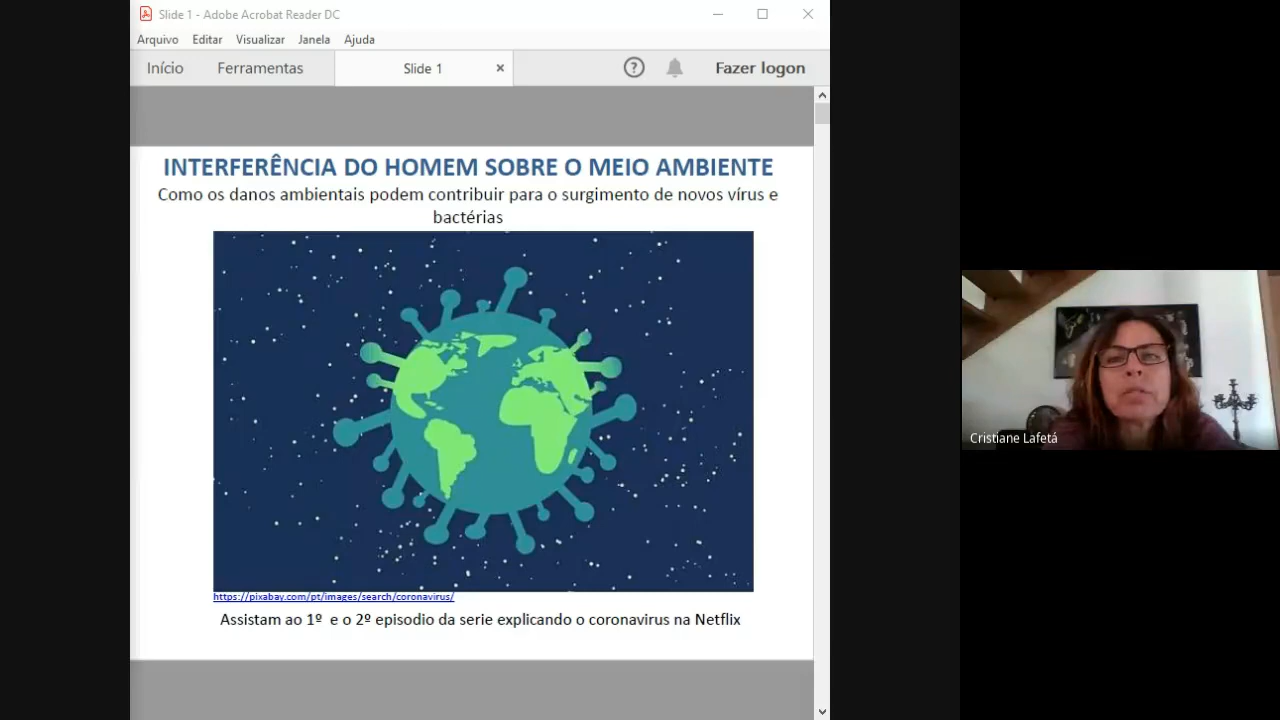 Slide 1 - Adobe Acrobat Reader DC
Arquivo Editar Visualizar Janela Ajuda
Início Ferramentas Slide 1 × ? Fazer logon
INTERFERÊNCIA DO HOMEM SOBRE O MEIO AMBIENTE
Como os danos ambientais podem contribuir para o surgimento de novos vírus e
bactérias
https://pixabay.com/pt/images/search/coronavirus/
Assistam ao 1º e o 2º episodio da serie explicando o coronavirus na Netflix
Cristiane Lafetá